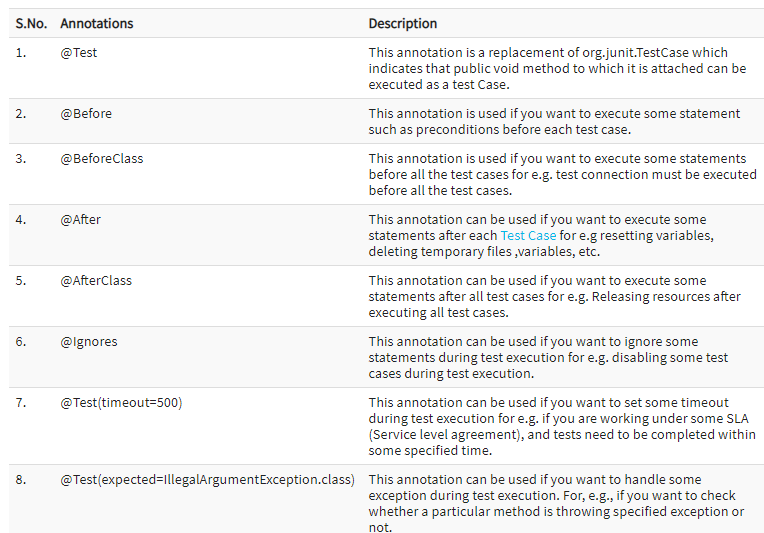 S.No. Annotations Description
1. @Test This annotation is a replacement of org.junit.TestCase which
indicates that public void method to which it is attached can be
executed as a test Case.
2. @Before This annotation is used if you want to execute some statement
such as preconditions before each test case.
3. @BeforeClass This annotation is used if you want to execute some statements
before all the test cases for e.g. test connection must be executed
before all the test cases.
4. @After This annotation can be used if you want to execute some
statements after each Test Case for e.g resetting variables,
deleting temporary files ,variables, etc.
5. @AfterClass This annotation can be used if you want to execute some
statements after all test cases for e.g. Releasing resources after
executing all test cases.
6. @Ignores This annotation can be used if you want to ignore some
statements during test execution for e.g. disabling some test
cases during test execution.
7. @Test(timeout=500) This annotation can be used if you want to set some timeout
during test execution for e.g. if you are working under some SLA
(Service level agreement), and tests need to be completed within
some specified time.
8. @Test(expected=IllegalArgumentException.class) This annotation can be used if you want to handle some
exception during test execution. For, e.g., if you want to check
whether a particular method is throwing specified exception or
not.